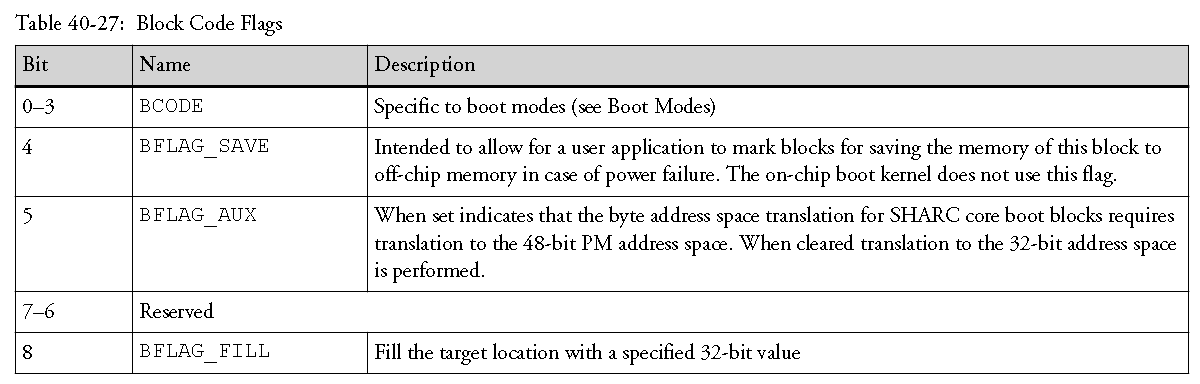 Table 40-27: Block Code Flags
Bit Name Description
0–3 BCODE Specific to boot modes (see Boot Modes)
4 BFLAG_SAVE Intended to allow for a user application to mark blocks for saving the memory of this block to
off-chip memory in case of power failure. The on-chip boot kernel does not use this flag.
5 BFLAG_AUX When set indicates that the byte address space translation for SHARC core boot blocks requires
translation to the 48-bit PM address space. When cleared translation to the 32-bit address space
is performed.
7–6 Reserved
8 BFLAG_FILL Fill the target location with a specified 32-bit value